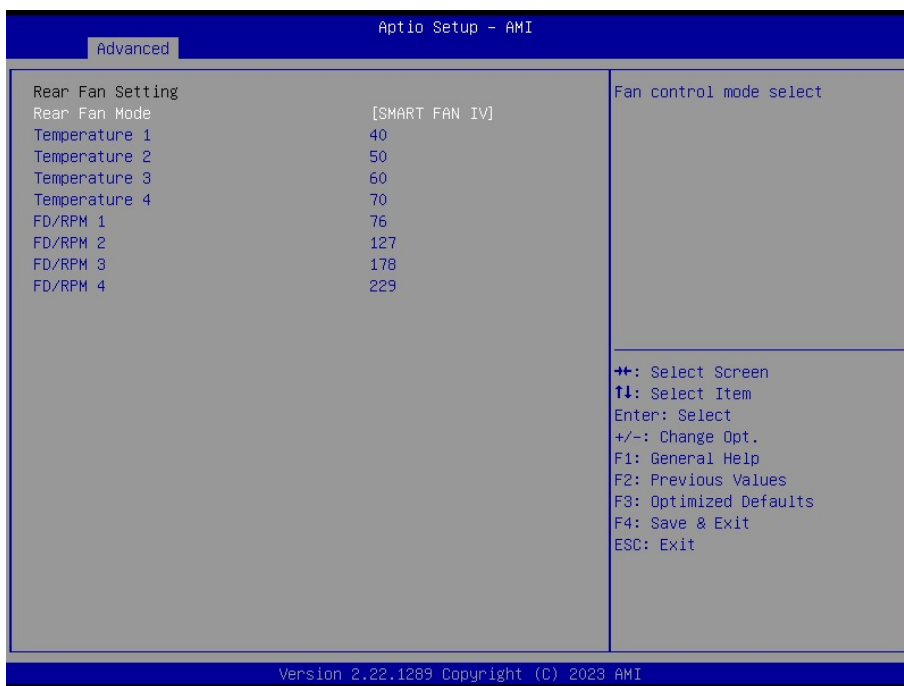 Aptio Setup – AMI
Advanced
Rear Fan Setting
Rear Fan Mode [SMART FAN IV]
Temperature 1 40
Temperature 2 50
Temperature 3 60
Temperature 4 70
FD/RPM 1 76
FD/RPM 2 127
FD/RPM 3 178
FD/RPM 4 229
Fan control mode select
→←: Select Screen
↑↓: Select Item
Enter: Select
+/-: Change Opt.
F1: General Help
F2: Previous Values
F3: Optimized Defaults
F4: Save & Exit
ESC: Exit
Version 2.22.1289 Copyright (C) 2023 AMI